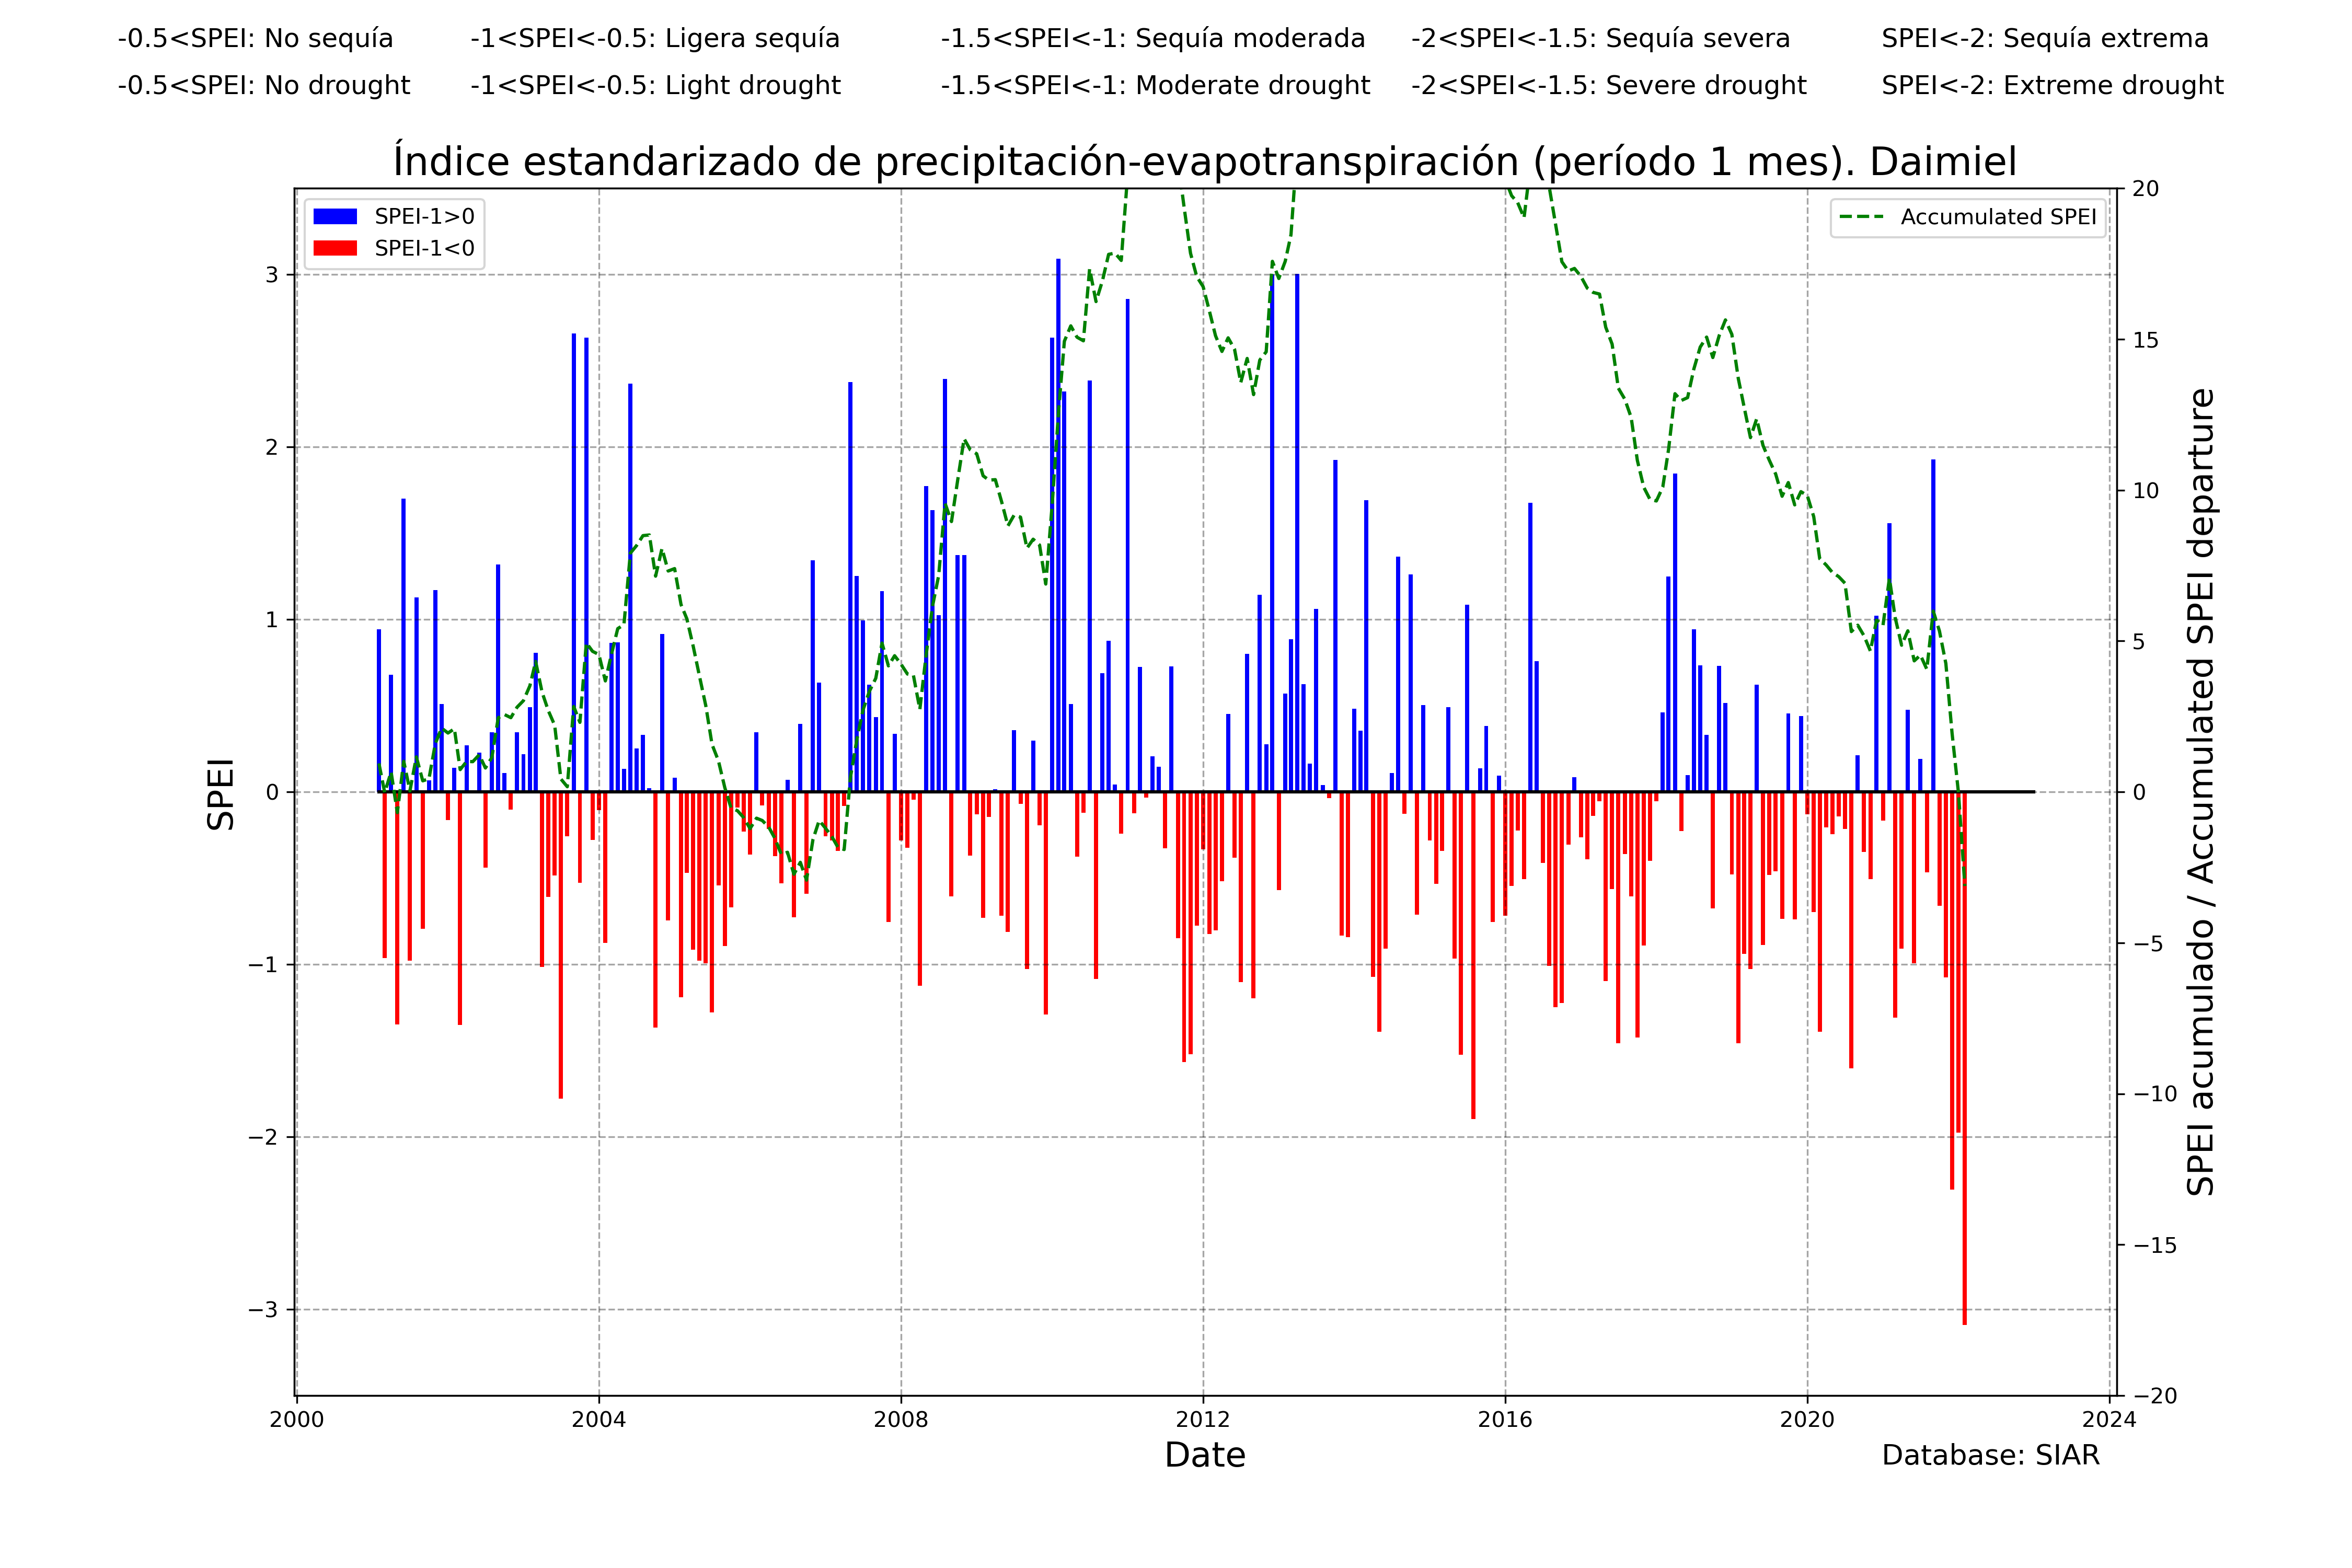 -0.5<SPEI: No sequía -1<SPEI<-0.5: Ligera sequía -1.5<SPEI<-1: Sequía moderada -2<SPEI<-1.5: Sequía severa SPEI<-2: Sequía extrema
-0.5<SPEI: No drought -1<SPEI<-0.5: Light drought -1.5<SPEI<-1: Moderate drought -2<SPEI<-1.5: Severe drought SPEI<-2: Extreme drought
Índice estandarizado de precipitación-evapotranspiración (período 1 mes). Daimiel
SPEI-1>0
SPEI-1<0
Accumulated SPEI
SPEI
3
2
1
0
−1
−2
−3
20
15
10
5
0
−5
−10
−15
−20
SPEI acumulado / Accumulated SPEI departure
2000 2004 2008 2012 2016 2020 2024
Date
Database: SIAR